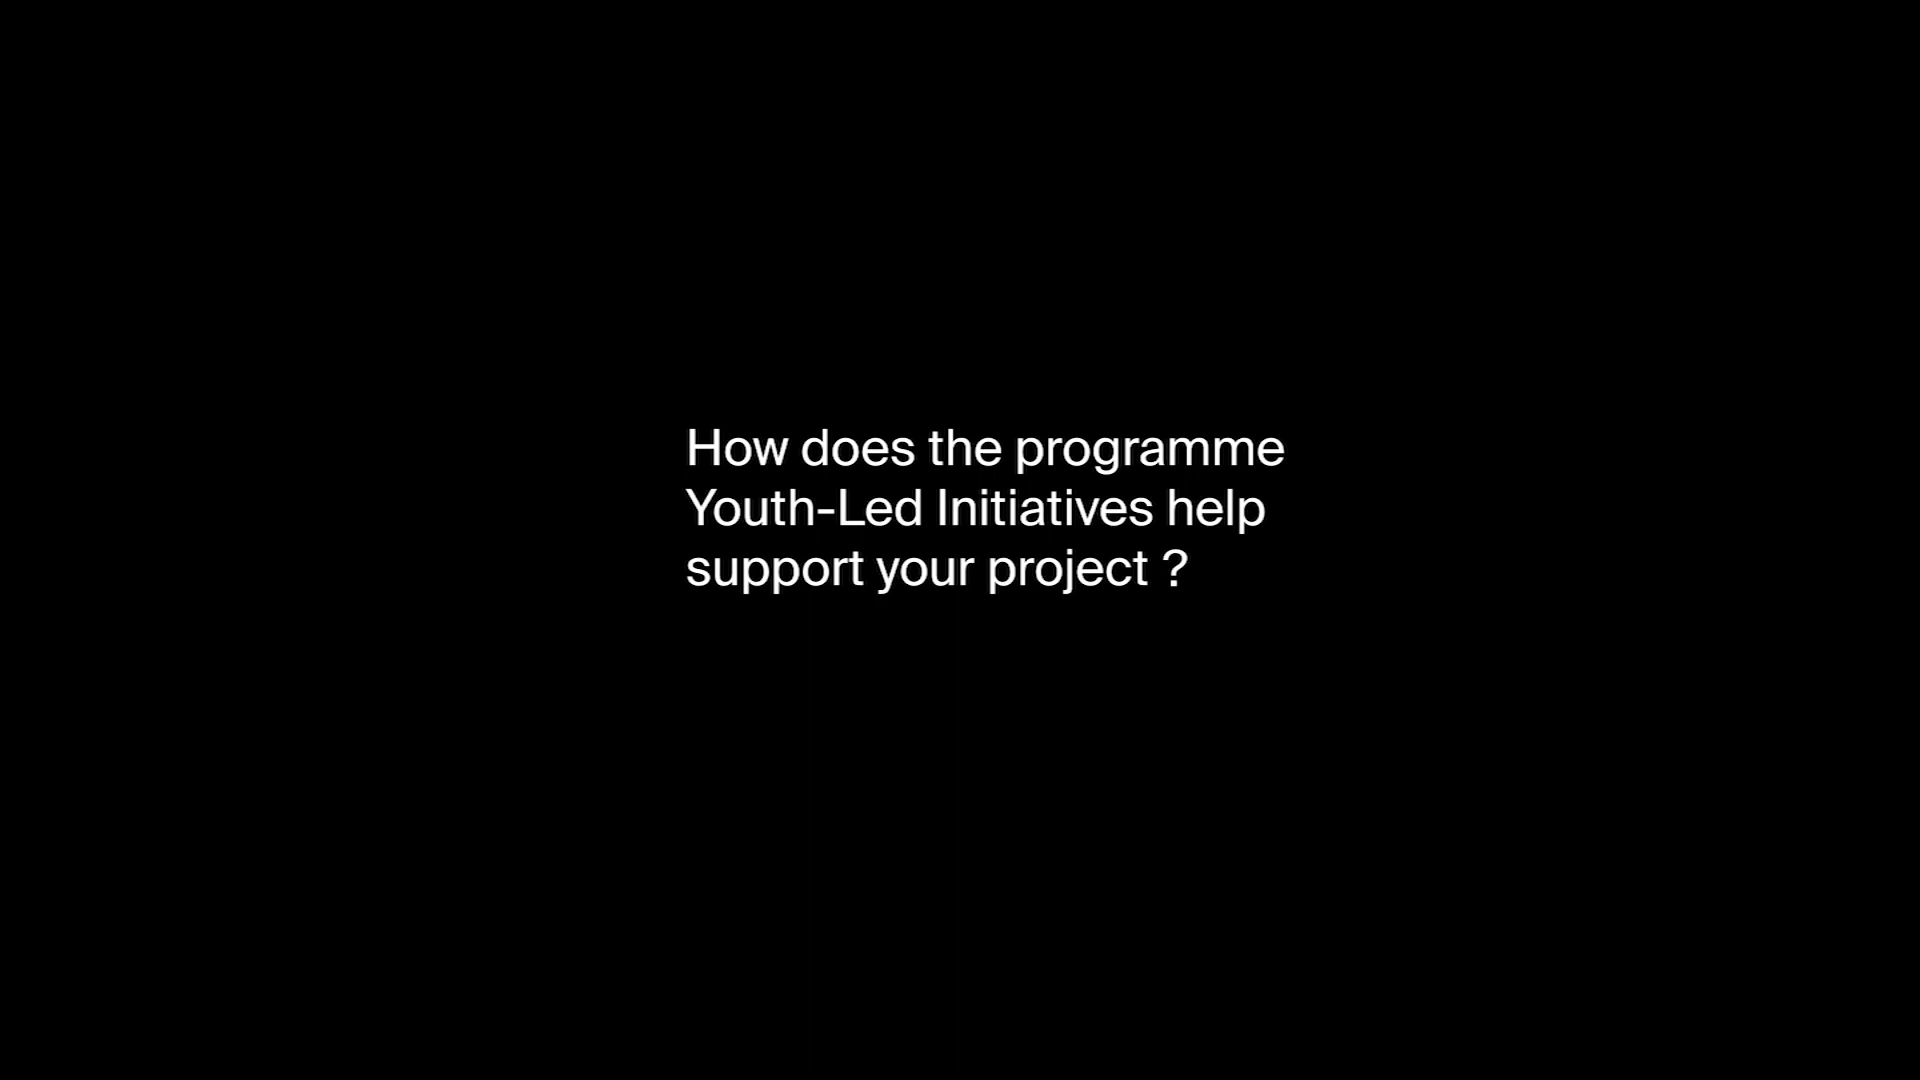 How does the programme
Youth-Led Initiatives help
support your project ?